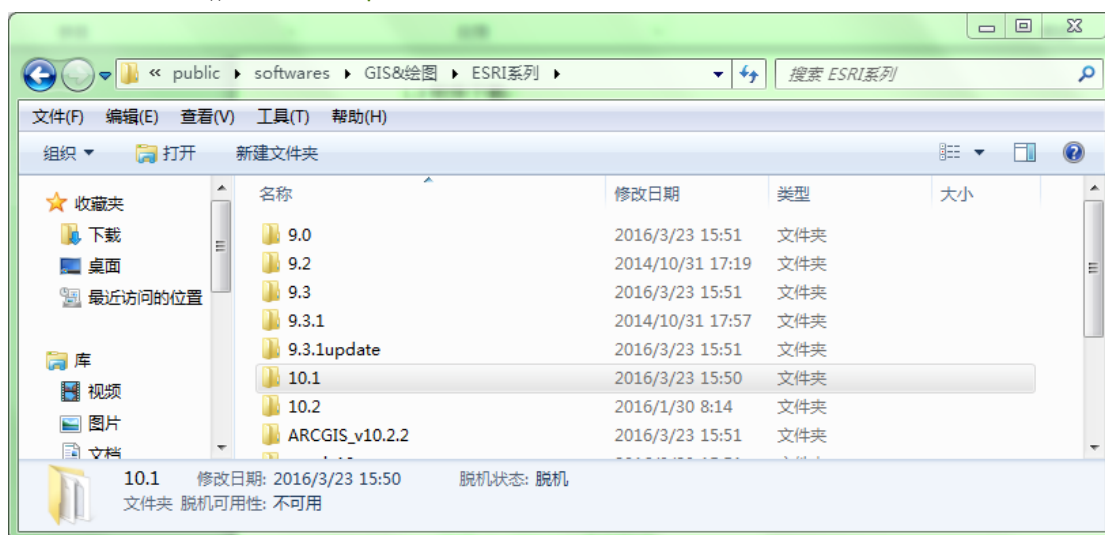 « public ▸ softwares ▸ GIS&绘图 ▸ ESRI系列 ▸ 搜索 ESRI系列
文件(F) 编辑(E) 查看(V) 工具(T) 帮助(H)
组织 打开 新建文件夹
名称 修改日期 类型 大小
收藏夹
下载
桌面
最近访问的位置
库
视频
图片
文档
9.0 2016/3/23 15:51 文件夹
9.2 2014/10/31 17:19 文件夹
9.3 2016/3/23 15:51 文件夹
9.3.1 2014/10/31 17:57 文件夹
9.3.1update 2016/3/23 15:51 文件夹
10.1 2016/3/23 15:50 文件夹
10.2 2016/1/30 8:14 文件夹
ARCGIS_v10.2.2 2016/3/23 15:51 文件夹
10.1 修改日期: 2016/3/23 15:50 脱机状态: 脱机
文件夹 脱机可用性: 不可用